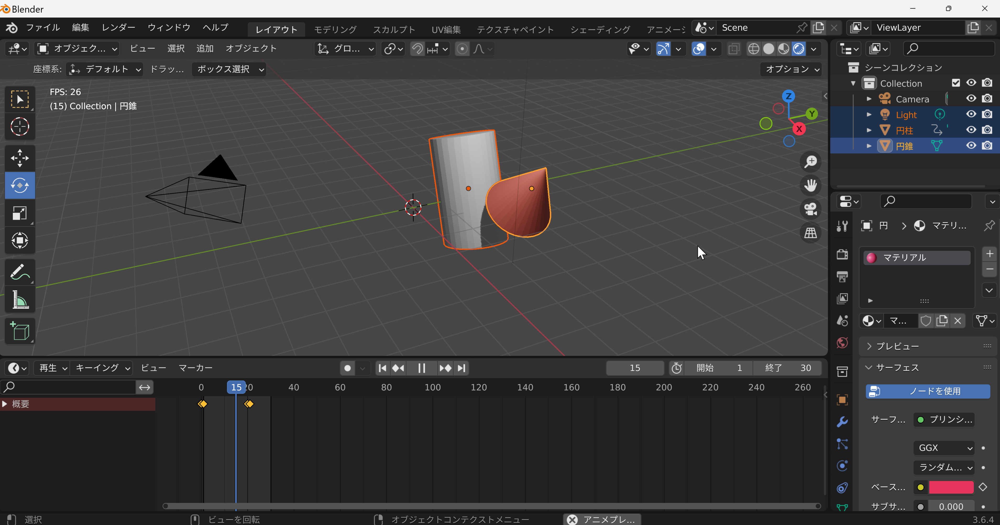 Blender
ファイル 編集 レンダー ウィンドウ ヘルプ レイアウト モデリング スカルプト UV編集 テクスチャペイント シェーディング アニメーシ Scene ViewLayer
オブジェク... ビュー 選択 追加 オブジェクト グロ...
座標系: デフォルト ドラッ... ボックス選択 オプション
FPS: 26
(15) Collection | 円錐
Z
Y
X
シーンコレクション
Collection
Camera
Light
円柱
円錐
円 マテリ...
マテリアル
マ...
プレビュー
サーフェス
ノードを使用
サーフ... プリンシ...
GGX
ランダム...
ベース...
サブサ... 0.000
再生 キーイング ビュー マーカー 15 開始 1 終了 30
0 15 20 40 60 80 100 120 140 160 180 200 220 240 260
概要
選択 ビューを回転 オブジェクトコンテクストメニュー アニメプレ... 3.6.4